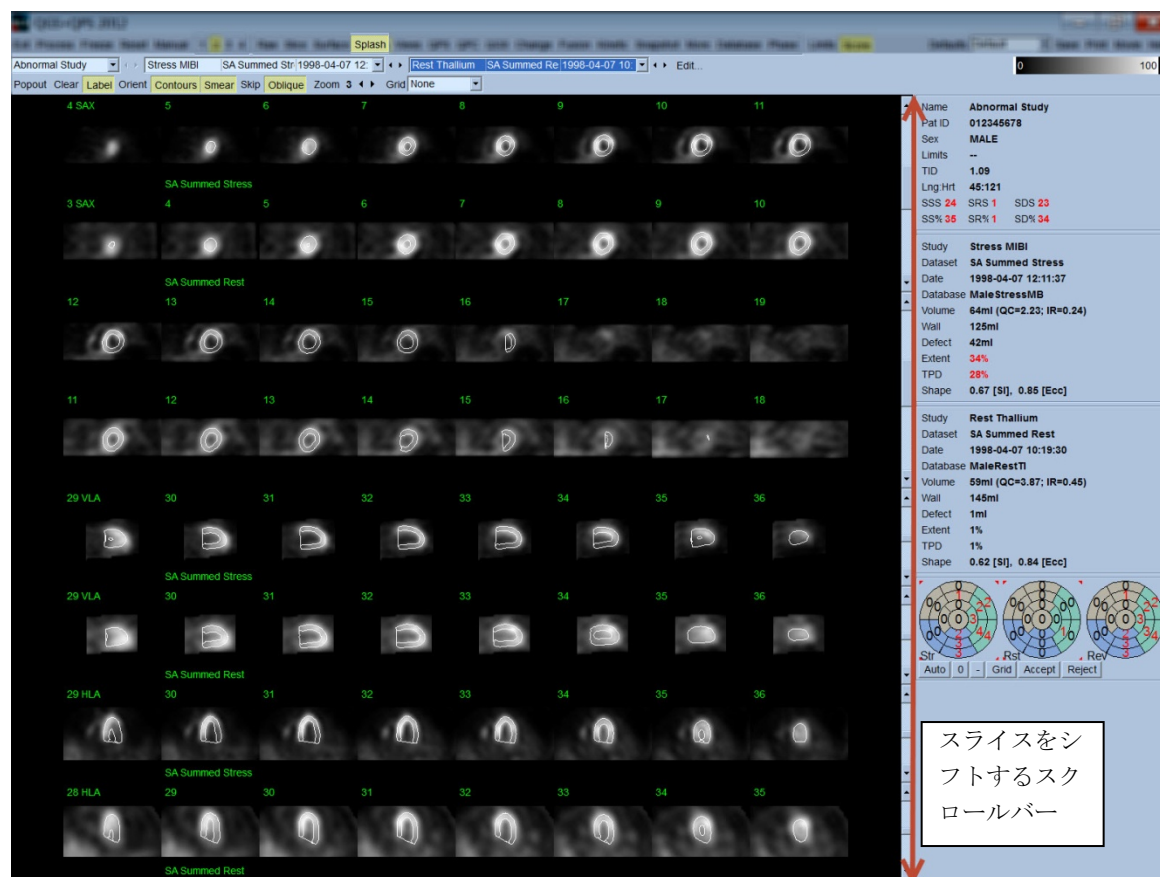 QGS+QPS 2012
Splash
Abnormal Study Stress MIBI SA Summed Str 1998-04-07 12: Rest Thallium SA Summed Re 1998-04-07 10: Edit...
0 100
Popout Clear Label Orient Contours Smear Skip Oblique Zoom 3 Grid None
4 SAX 5 6 7 8 9 10 11
SA Summed Stress
3 SAX 4 5 6 7 8 9 10
SA Summed Rest
12 13 14 15 16 17 18 19
11 12 13 14 15 16 17 18
29 VLA 30 31 32 33 34 35 36
SA Summed Stress
29 VLA 30 31 32 33 34 35 36
SA Summed Rest
29 HLA 30 31 32 33 34 35 36
SA Summed Stress
28 HLA 29 30 31 32 33 34 35
SA Summed Rest
Name Abnormal Study
Pat ID 012345678
Sex MALE
Limits --
TID 1.09
Lng:Hrt 45:121
SSS 24 SRS 1 SDS 23
SS% 35 SR% 1 SD% 34
Study Stress MIBI
Dataset SA Summed Stress
Date 1998-04-07 12:11:37
Database MaleStressMB
Volume 64ml (QC=2.23; IR=0.24)
Wall 125ml
Defect 42ml
Extent 34%
TPD 28%
Shape 0.67 [SI], 0.85 [Ecc]
Study Rest Thallium
Dataset SA Summed Rest
Date 1998-04-07 10:19:30
Database MaleRestTl
Volume 59ml (QC=3.87; IR=0.45)
Wall 145ml
Defect 1ml
Extent 1%
TPD 1%
Shape 0.62 [SI], 0.84 [Ecc]
Str Rst Rev
Auto 0 - Grid Accept Reject
スライスをシ
フトするスク
ロールバー